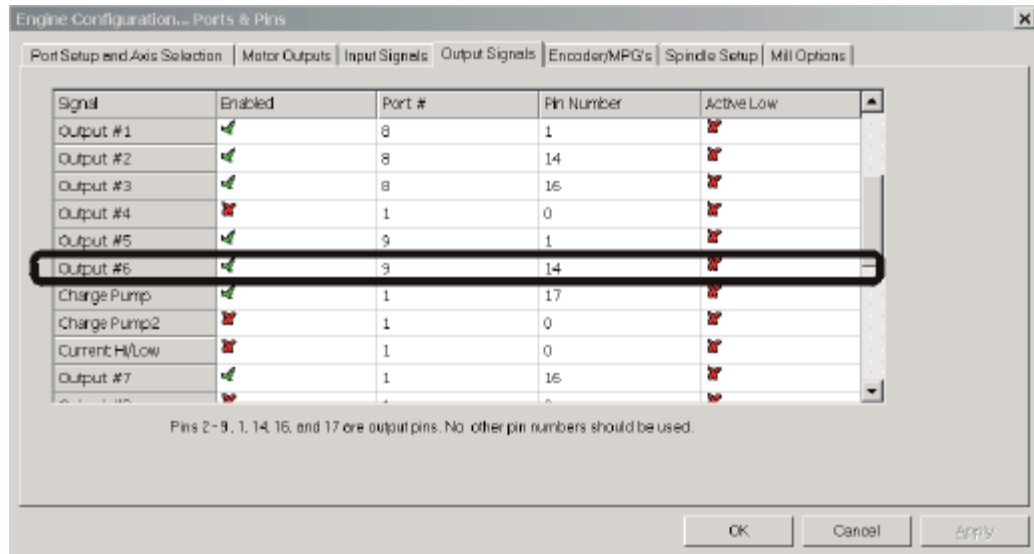 Engine Configuration... Ports & Pins
Port Setup and Axis Selection Motor Outputs Input Signals Output Signals Encoder/MPG's Spindle Setup Mill Options
Signal Enabled Port # Pin Number Active Low
Output #1 8 1
Output #2 8 14
Output #3 8 16
Output #4 1 0
Output #5 9 1
Output #6 9 14
Charge Pump 1 17
Charge Pump2 1 0
Current Hi/Low 1 0
Output #7 1 16
Pins 2-9, 1, 14, 16, and 17 are output pins. No other pin numbers should be used.
OK Cancel Apply